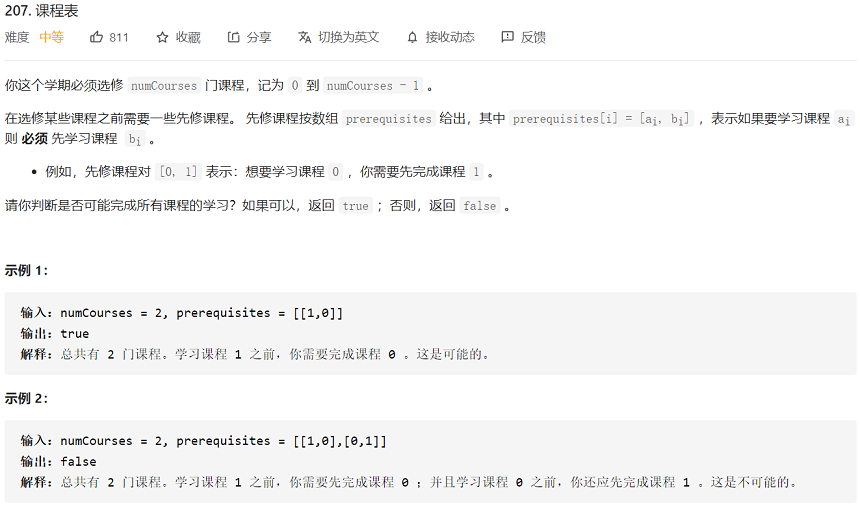 207. 课程表
难度 中等 811 收藏 分享 切换为英文 接收动态 反馈
你这个学期必须选修 numCourses 门课程，记为 0 到 numCourses - 1 。
在选修某些课程之前需要一些先修课程。 先修课程按数组 prerequisites 给出，其中 prerequisites[i] = [ai, bi] ，表示如果要学习课程 ai
则 必须 先学习课程 bi 。
• 例如，先修课程对 [0, 1] 表示：想要学习课程 0 ，你需要先完成课程 1 。
请你判断是否可能完成所有课程的学习？如果可以，返回 true ；否则，返回 false 。
示例 1：
输入：numCourses = 2, prerequisites = [[1,0]]
输出：true
解释：总共有 2 门课程。学习课程 1 之前，你需要完成课程 0 。这是可能的。
示例 2：
输入：numCourses = 2, prerequisites = [[1,0],[0,1]]
输出：false
解释：总共有 2 门课程。学习课程 1 之前，你需要先完成课程 0 ；并且学习课程 0 之前，你还应先完成课程 1 。这是不可能的。